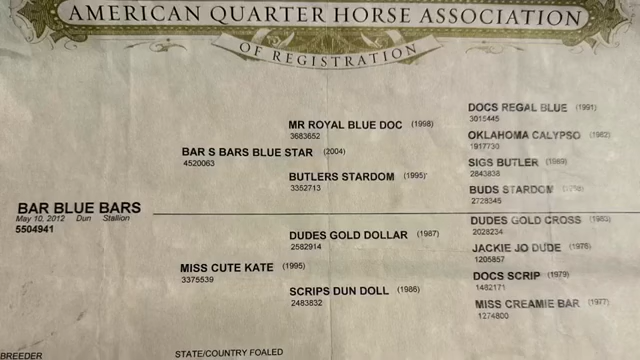 AMERICAN QUARTER HORSE ASSOCIATION
OF REGISTRATION
DOCS REGAL BLUE (1991)
3015445
MR ROYAL BLUE DOC (1998)
3683652
OKLAHOMA CALYPSO (1982)
1917730
BAR S BARS BLUE STAR (2004)
4520063
SIGS BUTLER (1989)
2843838
BUTLERS STARDOM (1995)
3352713
BUDS STARDOM
2728345
BAR BLUE BARS
May 10, 2012 Dun Stallion
5504941
DUDES GOLD CROSS (1983)
2028234
DUDES GOLD DOLLAR (1987)
2582914
JACKIE JO DUDE (1976)
1205857
MISS CUTE KATE (1995)
3375539
DOCS SCRIP (1979)
1482171
SCRIPS DUN DOLL (1986)
2483832
MISS CREAMIE BAR (1977)
1274800
BREEDER
STATE/COUNTRY FOALED